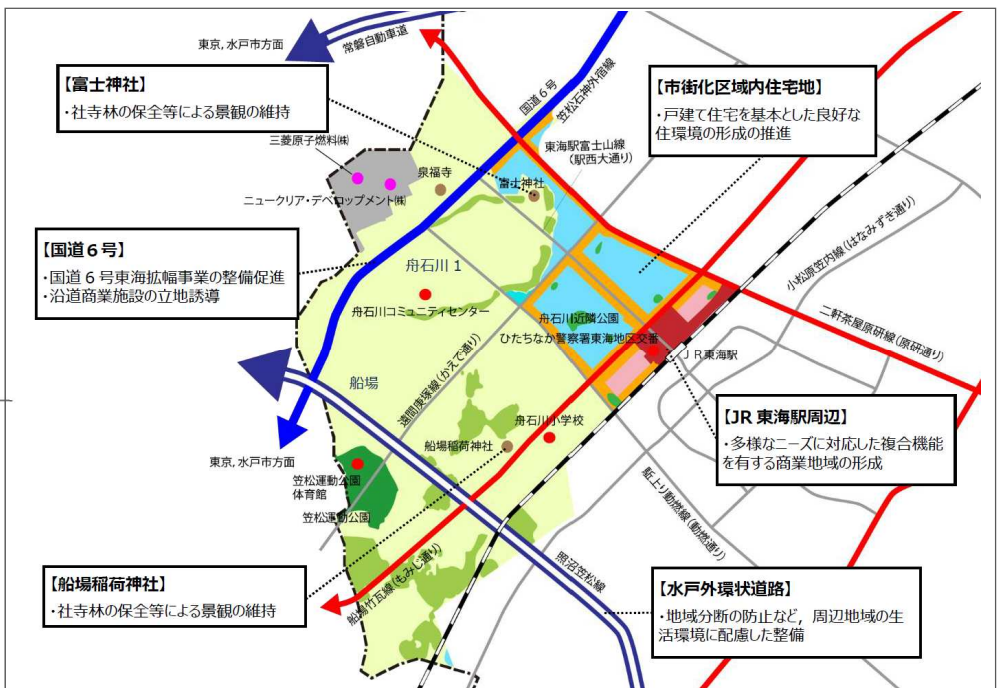 東京,水戸市方面
常磐自動車道
国道6号
笠松石神外宿線
【富士神社】
・社寺林の保全等による景観の維持
【市街化区域内住宅地】
・戸建て住宅を基本とした良好な
住環境の形成の推進
三菱原子燃料㈱
ニュークリア・デベロップメント㈱
泉福寺
東海駅富士山線
(駅西大通り)
富士神社
【国道6号】
・国道6号東海拡幅事業の整備促進
・沿道商業施設の立地誘導
舟石川1
舟石川コミュニティセンター
小松原笠内線(はなみずき通り)
舟石川近隣公園
ひたちなか警察署東海地区交番
JR東海駅
二軒茶屋原研線(原研通り)
船場
遠間庚塚線(かえで通り)
舟石川小学校
船場稲荷神社
【JR東海駅周辺】
・多様なニーズに対応した複合機能
を有する商業地域の形成
東京,水戸市方面
笠松運動公園
体育館
笠松運動公園
駈上り動燃線(動燃通り)
【船場稲荷神社】
・社寺林の保全等による景観の維持
船場竹瓦線(もみじ通り)
照沼笠松線
【水戸外環状道路】
・地域分断の防止など,周辺地域の生
活環境に配慮した整備